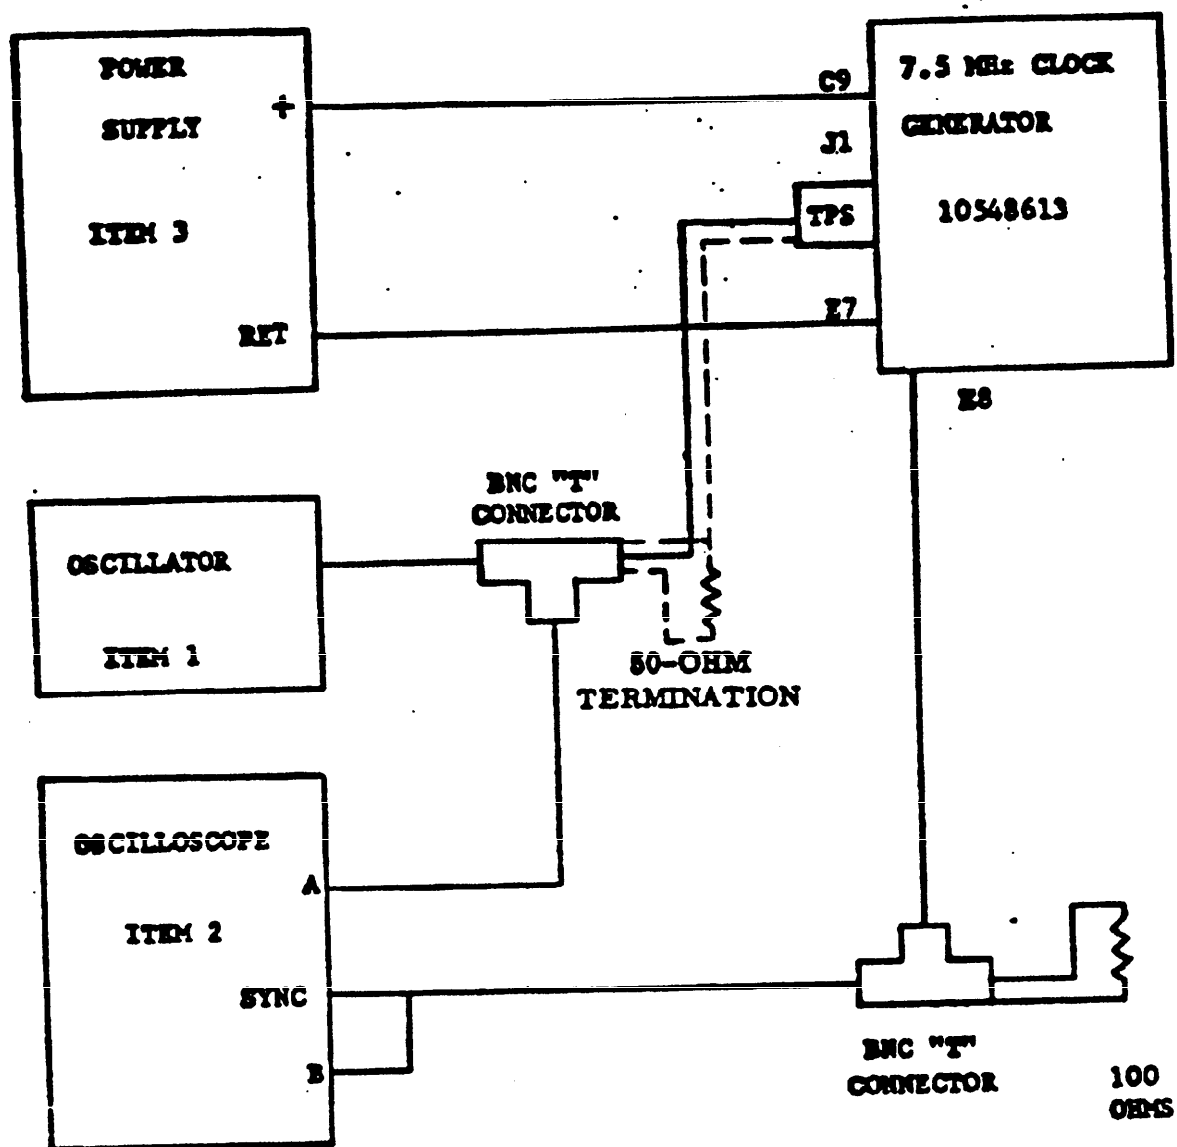 POWER
SUPPLY
+
ITEM 3
RET
C9
J1
TPS
E7
7.5 MHz CLOCK
GENERATOR
10548613
E8
BNC "T"
CONNECTOR
OSCILLATOR
ITEM 1
50-OHM
TERMINATION
OSCILLOSCOPE
A
ITEM 2
SYNC
B
BNC "T"
CONNECTOR
100
OHMS